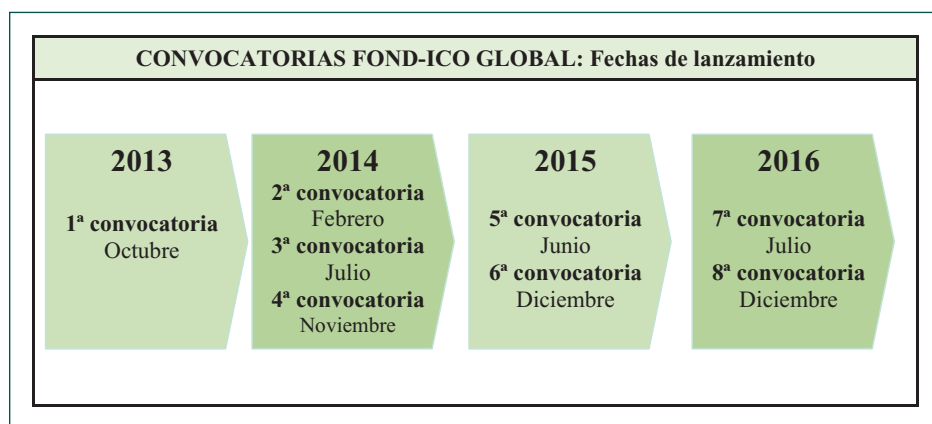 CONVOCATORIAS FOND-ICO GLOBAL: Fechas de lanzamiento
2013
1ª convocatoria
Octubre
2014
2ª convocatoria
Febrero
3ª convocatoria
Julio
4ª convocatoria
Noviembre
2015
5ª convocatoria
Junio
6ª convocatoria
Diciembre
2016
7ª convocatoria
Julio
8ª convocatoria
Diciembre